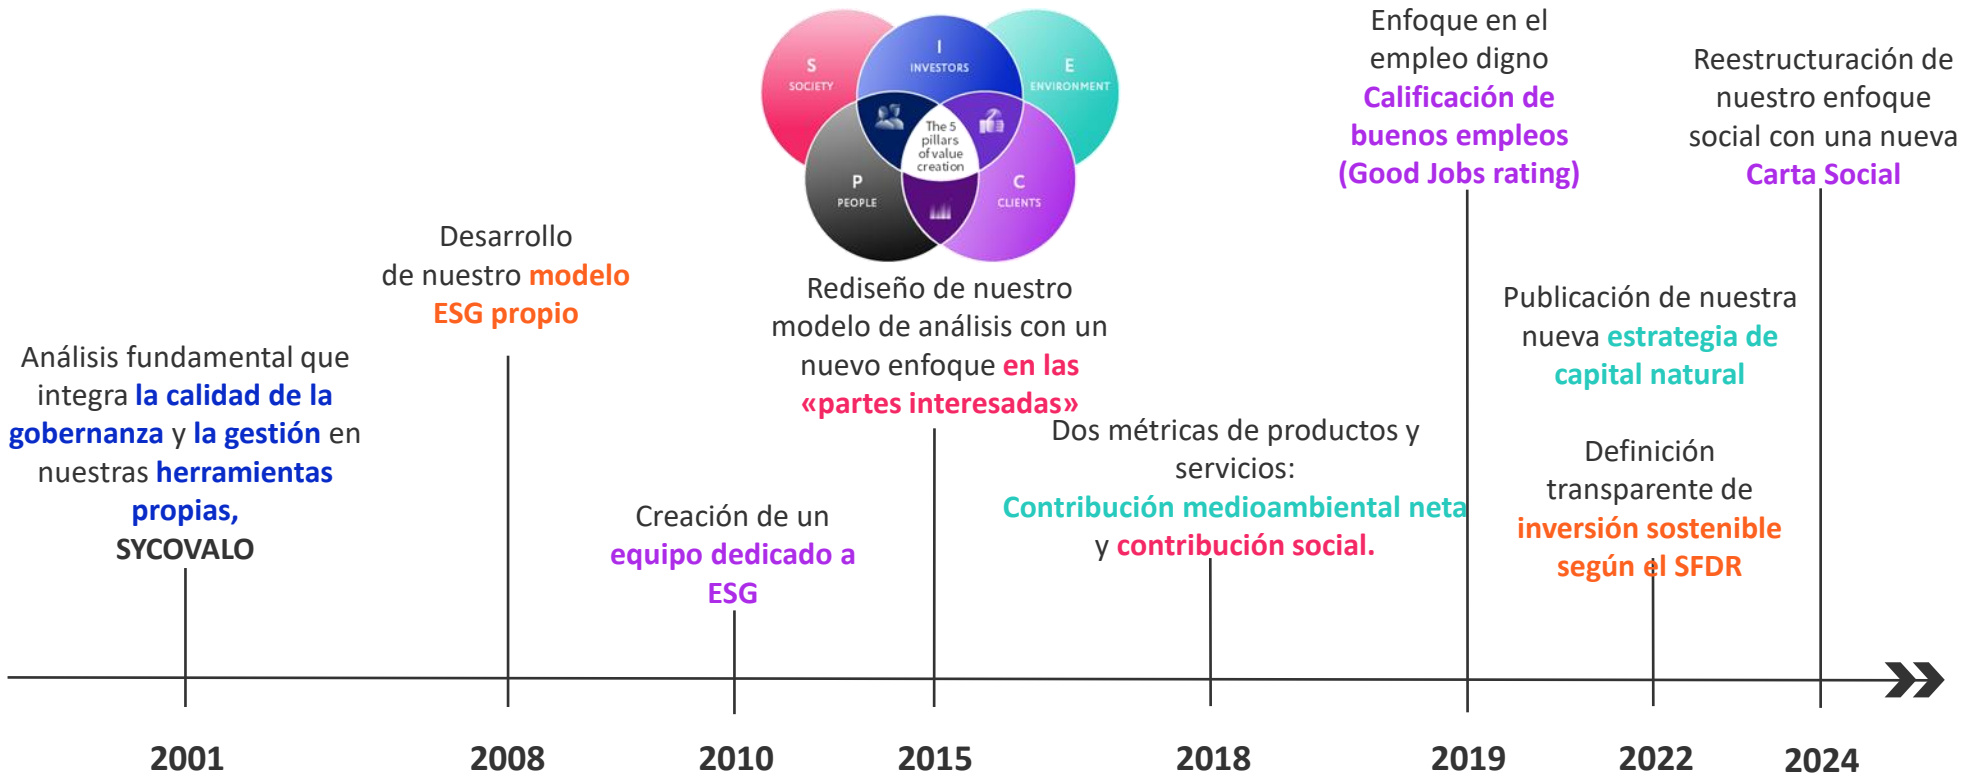 Análisis fundamental que
integra la calidad de la
gobernanza y la gestión en
nuestras herramientas
propias,
SYCOVALO
Desarrollo
de nuestro modelo
ESG propio
Creación de un
equipo dedicado a
ESG
S
SOCIETY
I
INVESTORS
E
ENVIRONMENT
The 5
pillars
of value
creation
P
PEOPLE
C
CLIENTS
Rediseño de nuestro
modelo de análisis con un
nuevo enfoque en las
«partes interesadas»
Dos métricas de productos y
servicios:
Contribución medioambiental neta
y contribución social.
Enfoque en el
empleo digno
Calificación de
buenos empleos
(Good Jobs rating)
Publicación de nuestra
nueva estrategia de
capital natural
Definición
transparente de
inversión sostenible
según el SFDR
Reestructuración de
nuestro enfoque
social con una nueva
Carta Social
2001
2008
2010
2015
2018
2019
2022
2024